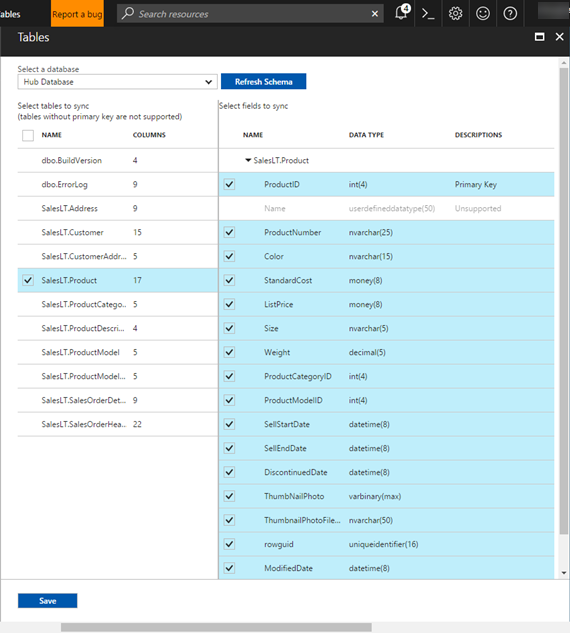 ables
Report a bug
Search resources
4
Tables
Select a database
Hub Database
Refresh Schema
Select tables to sync
(tables without primary key are not supported)
NAME COLUMNS
dbo.BuildVersion 4
dbo.ErrorLog 9
SalesLT.Address 9
SalesLT.Customer 15
SalesLT.CustomerAddr... 5
SalesLT.Product 17
SalesLT.ProductCatego... 5
SalesLT.ProductDescri... 4
SalesLT.ProductModel 5
SalesLT.ProductModel... 5
SalesLT.SalesOrderDet... 9
SalesLT.SalesOrderHea... 22
Select fields to sync
NAME DATA TYPE DESCRIPTIONS
SalesLT.Product
ProductID int(4) Primary Key
Name userdefineddatatype(50) Unsupported
ProductNumber nvarchar(25)
Color nvarchar(15)
StandardCost money(8)
ListPrice money(8)
Size nvarchar(5)
Weight decimal(5)
ProductCategoryID int(4)
ProductModelID int(4)
SellStartDate datetime(8)
SellEndDate datetime(8)
DiscontinuedDate datetime(8)
ThumbNailPhoto varbinary(max)
ThumbnailPhotoFile... nvarchar(50)
rowguid uniqueidentifier(16)
ModifiedDate datetime(8)
Save